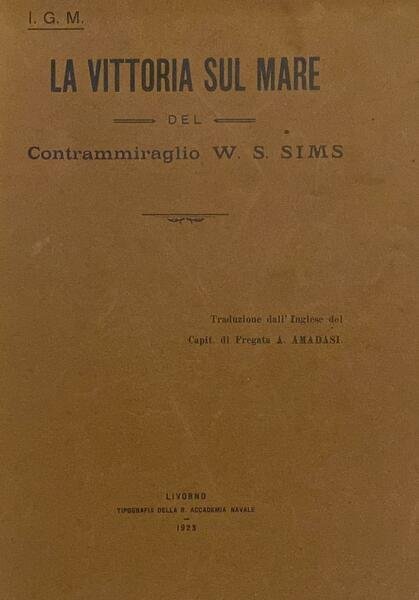 I. G. M.
LA VITTORIA SUL MARE
DEL
Contrammiraglio W. S. SIMS
Traduzione dall'Inglese del
Capit. di Fregata A. AMADASI.
LIVORNO
TIPOGRAFIA DELLA R. ACCADEMIA NAVALE
1923